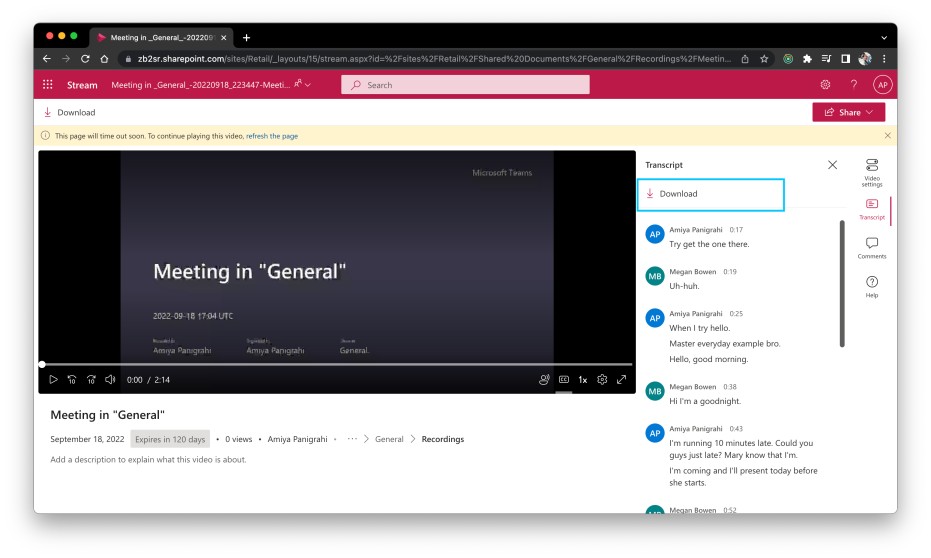 Meeting in _General_-202209
zb2sr.sharepoint.com/sites/Retail/_layouts/15/stream.aspx?id=%2Fsites%2FRetail%2FShared%20Documents%2FGeneral%2FRecordings%2FMeetin...
Stream Meeting in _General_-20220918_223447-Meeti... Search ? AP
Download Share
This page will time out soon. To continue playing this video, refresh the page
Microsoft Teams
Meeting in "General"
2022-09-18 17:04 UTC
Amiya Panigrahi Amiya Panigrahi General.
10 10 0:00 / 2:14 CC 1x
Meeting in "General"
September 18, 2022 Expires in 120 days • 0 views • Amiya Panigrahi ··· > General > Recordings
Add a description to explain what this video is about.
Transcript
Download
AP Amiya Panigrahi 0:17
Try get the one there.
MB Megan Bowen 0:19
Uh-huh.
AP Amiya Panigrahi 0:25
When I try hello.
Master everyday example bro.
Hello, good morning.
MB Megan Bowen 0:38
Hi I'm a goodnight.
AP Amiya Panigrahi 0:43
I'm running 10 minutes late. Could you
guys just late? Mary know that I'm.
I'm coming and I'll present today before
she starts.
MB Megan Bowen 0:52
Video
settings
Transcript
Comments
Help